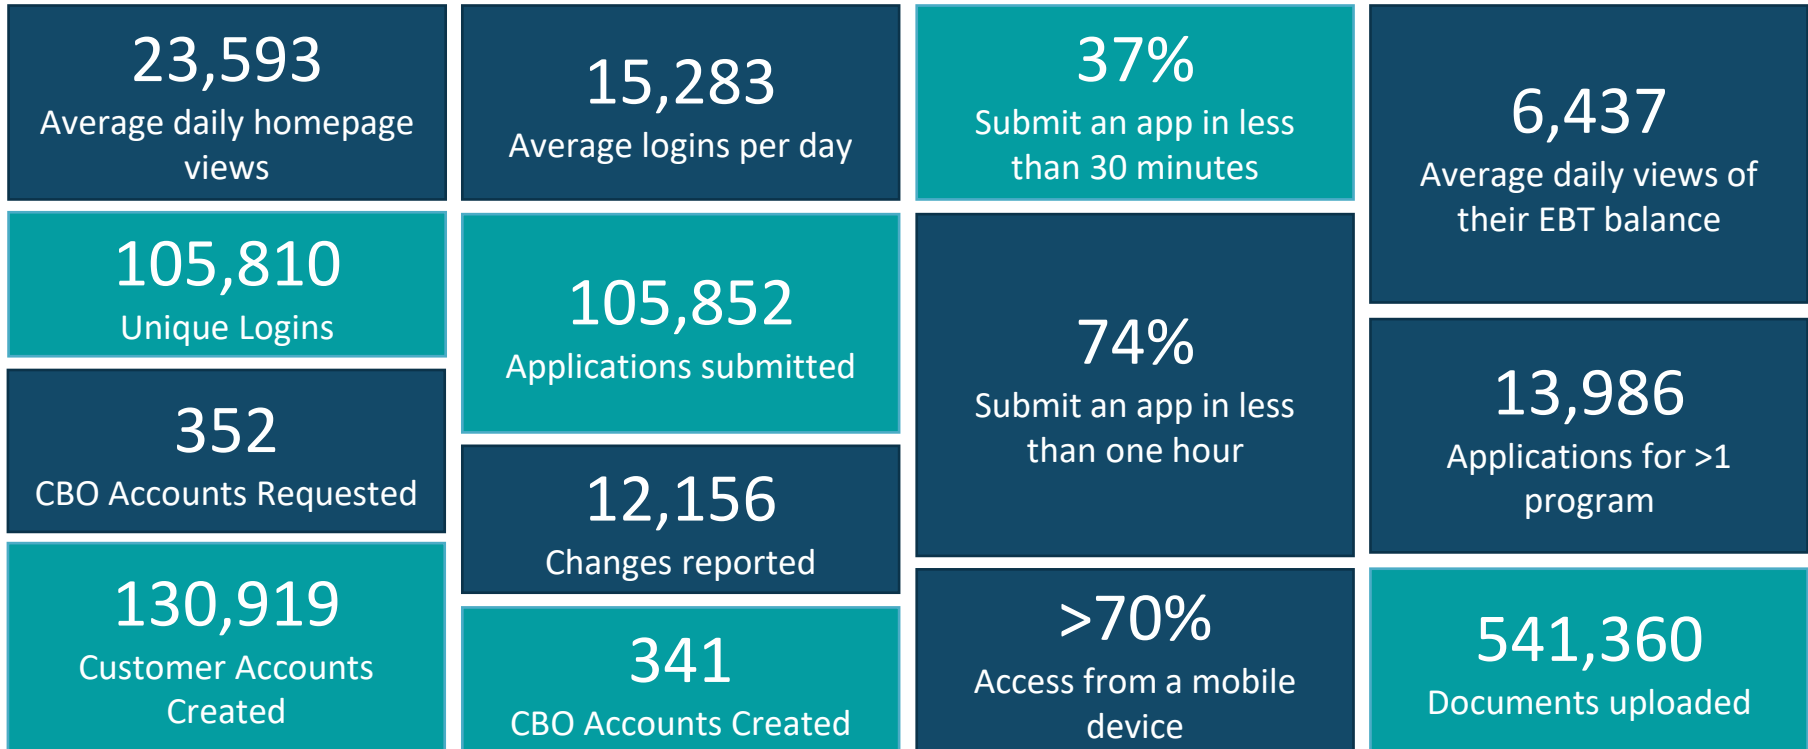 23,593
Average daily homepage
views
105,810
Unique Logins
352
CBO Accounts Requested
130,919
Customer Accounts
Created
15,283
Average logins per day
105,852
Applications submitted
12,156
Changes reported
341
CBO Accounts Created
37%
Submit an app in less
than 30 minutes
74%
Submit an app in less
than one hour
>70%
Access from a mobile
device
6,437
Average daily views of
their EBT balance
13,986
Applications for >1
program
541,360
Documents uploaded